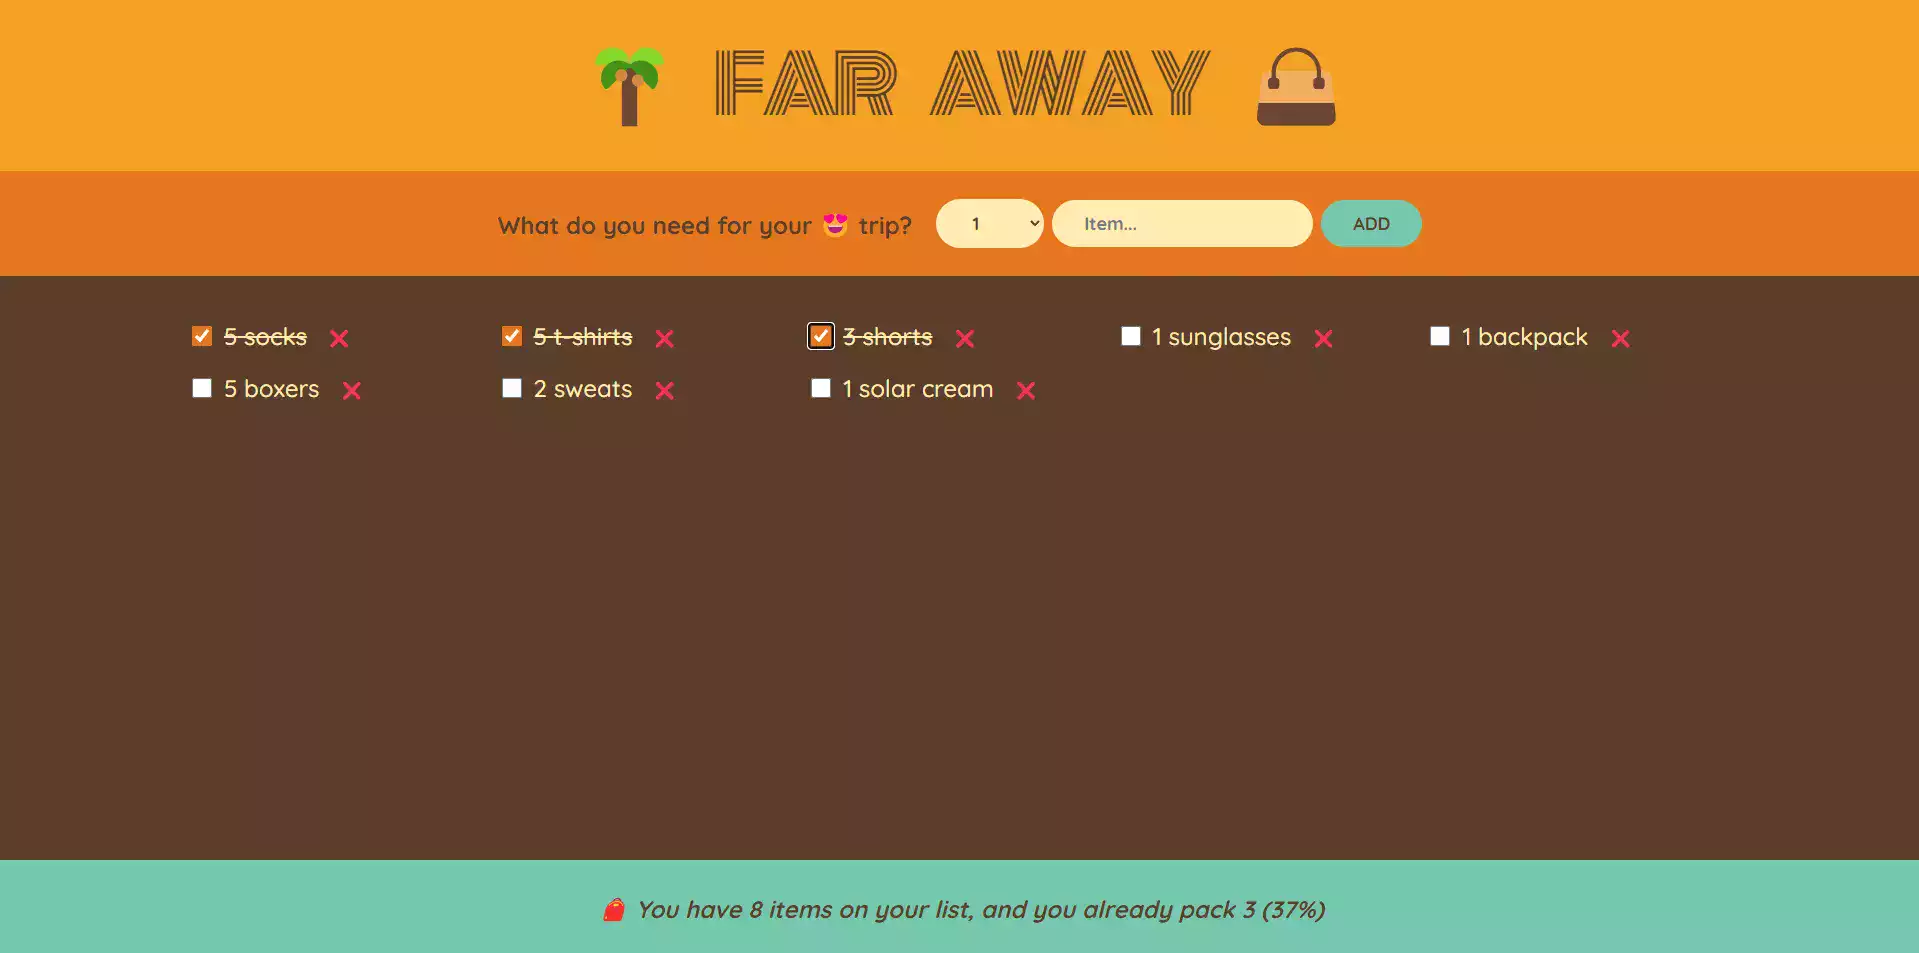 FAR AWAY
What do you need for your 😍 trip? 1 Item... ADD
5 socks ❌ 5 t-shirts ❌ 3 shorts ❌ 1 sunglasses ❌ 1 backpack ❌
5 boxers ❌ 2 sweats ❌ 1 solar cream ❌
You have 8 items on your list, and you already pack 3 (37%)